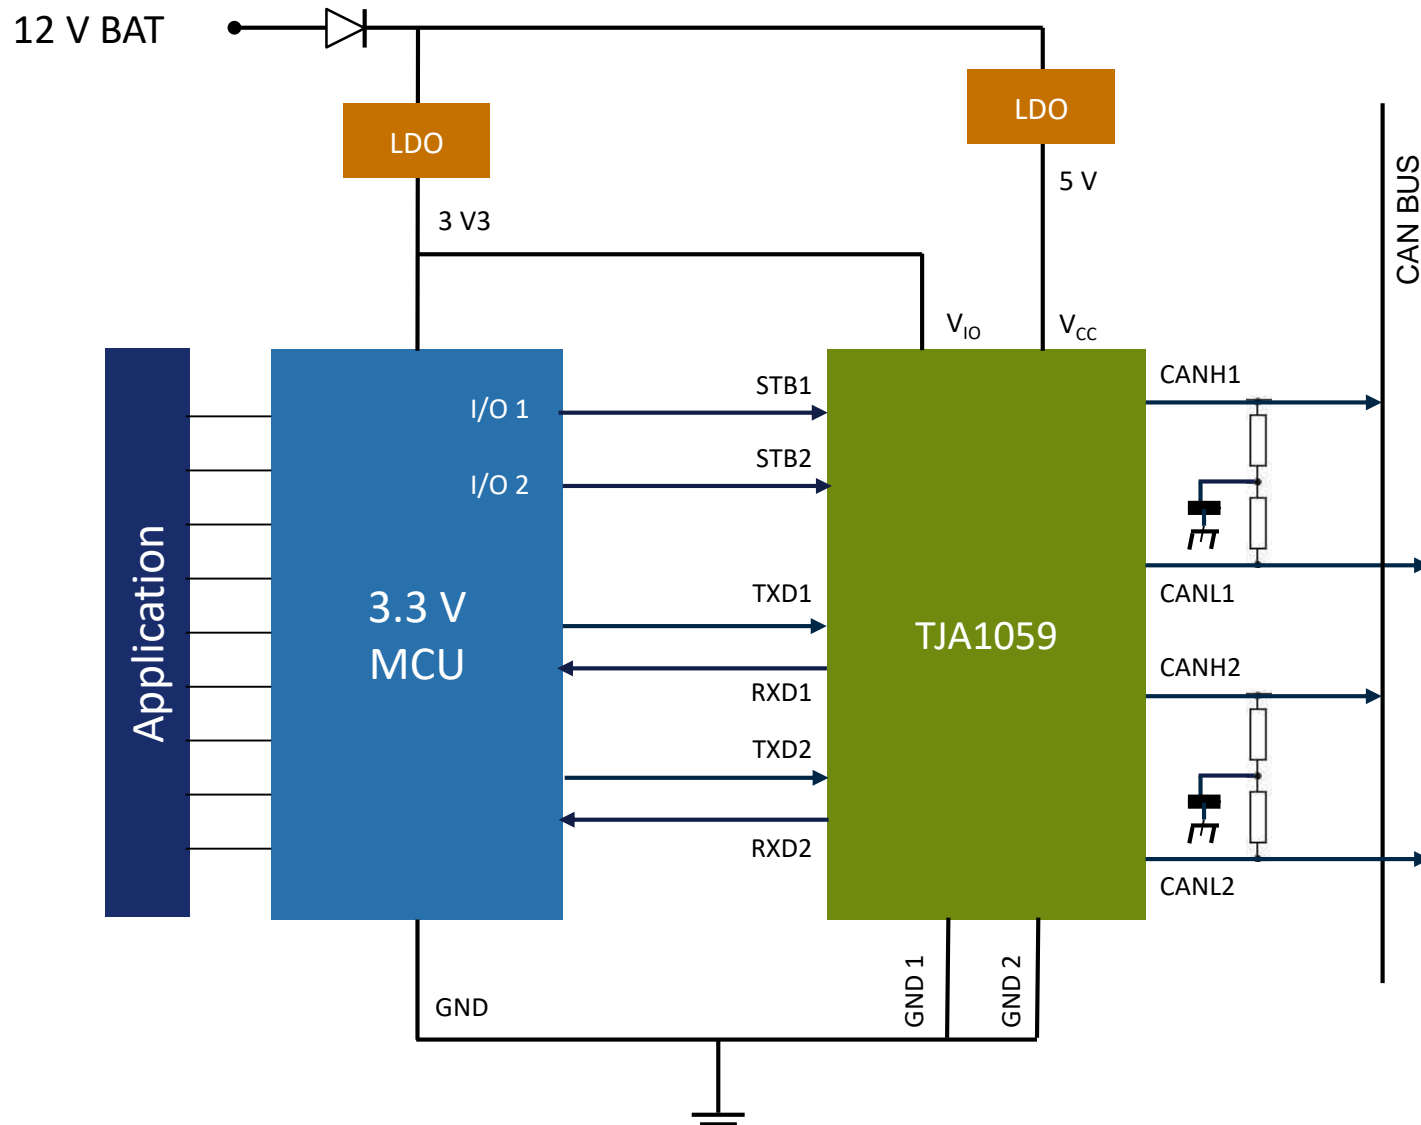 12 V BAT
LDO
LDO
5 V
3 V3
CAN BUS
VIO
VCC
CANH1
STB1
I/O 1
STB2
I/O 2
Application
3.3 V
MCU
TXD1
TJA1059
CANL1
RXD1
CANH2
TXD2
RXD2
CANL2
GND
GND 1
GND 2